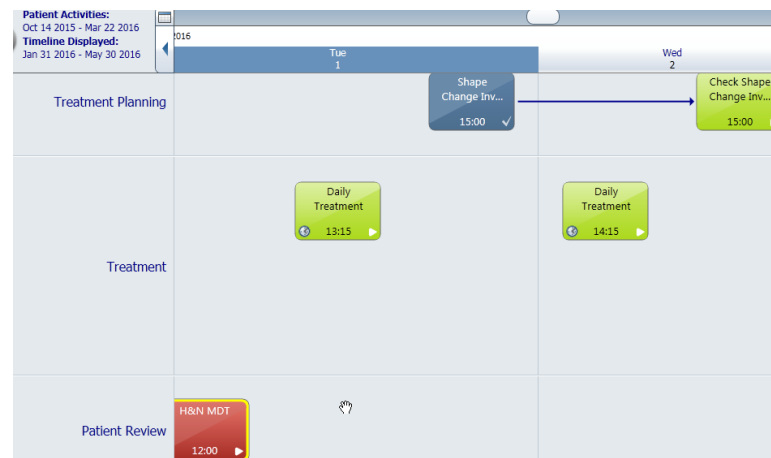 Patient Activities:
Oct 14 2015 - Mar 22 2016
Timeline Displayed:
Jan 31 2016 - May 30 2016
2016
Tue
1
Wed
2
Treatment Planning
Shape
Change Inv...
15:00
Check Shape
Change Inv...
15:00
Treatment
Daily
Treatment
13:15
Daily
Treatment
14:15
Patient Review
H&N MDT
12:00